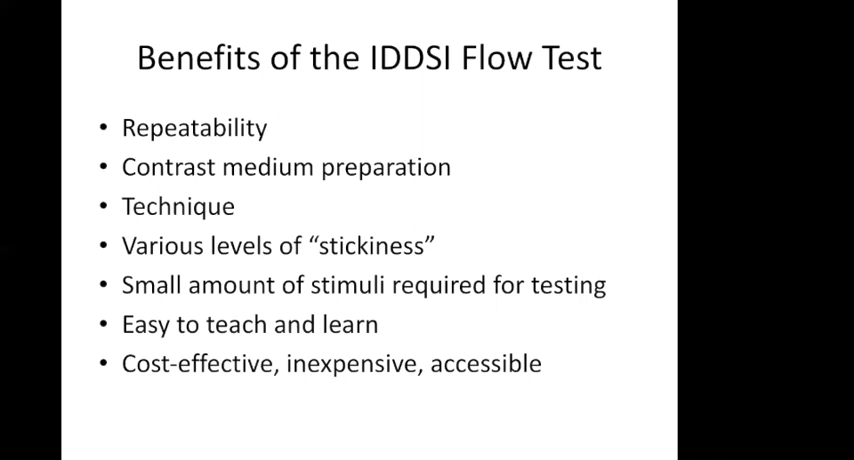 Benefits of the IDDSI Flow Test
• Repeatability
• Contrast medium preparation
• Technique
• Various levels of “stickiness”
• Small amount of stimuli required for testing
• Easy to teach and learn
• Cost-effective, inexpensive, accessible